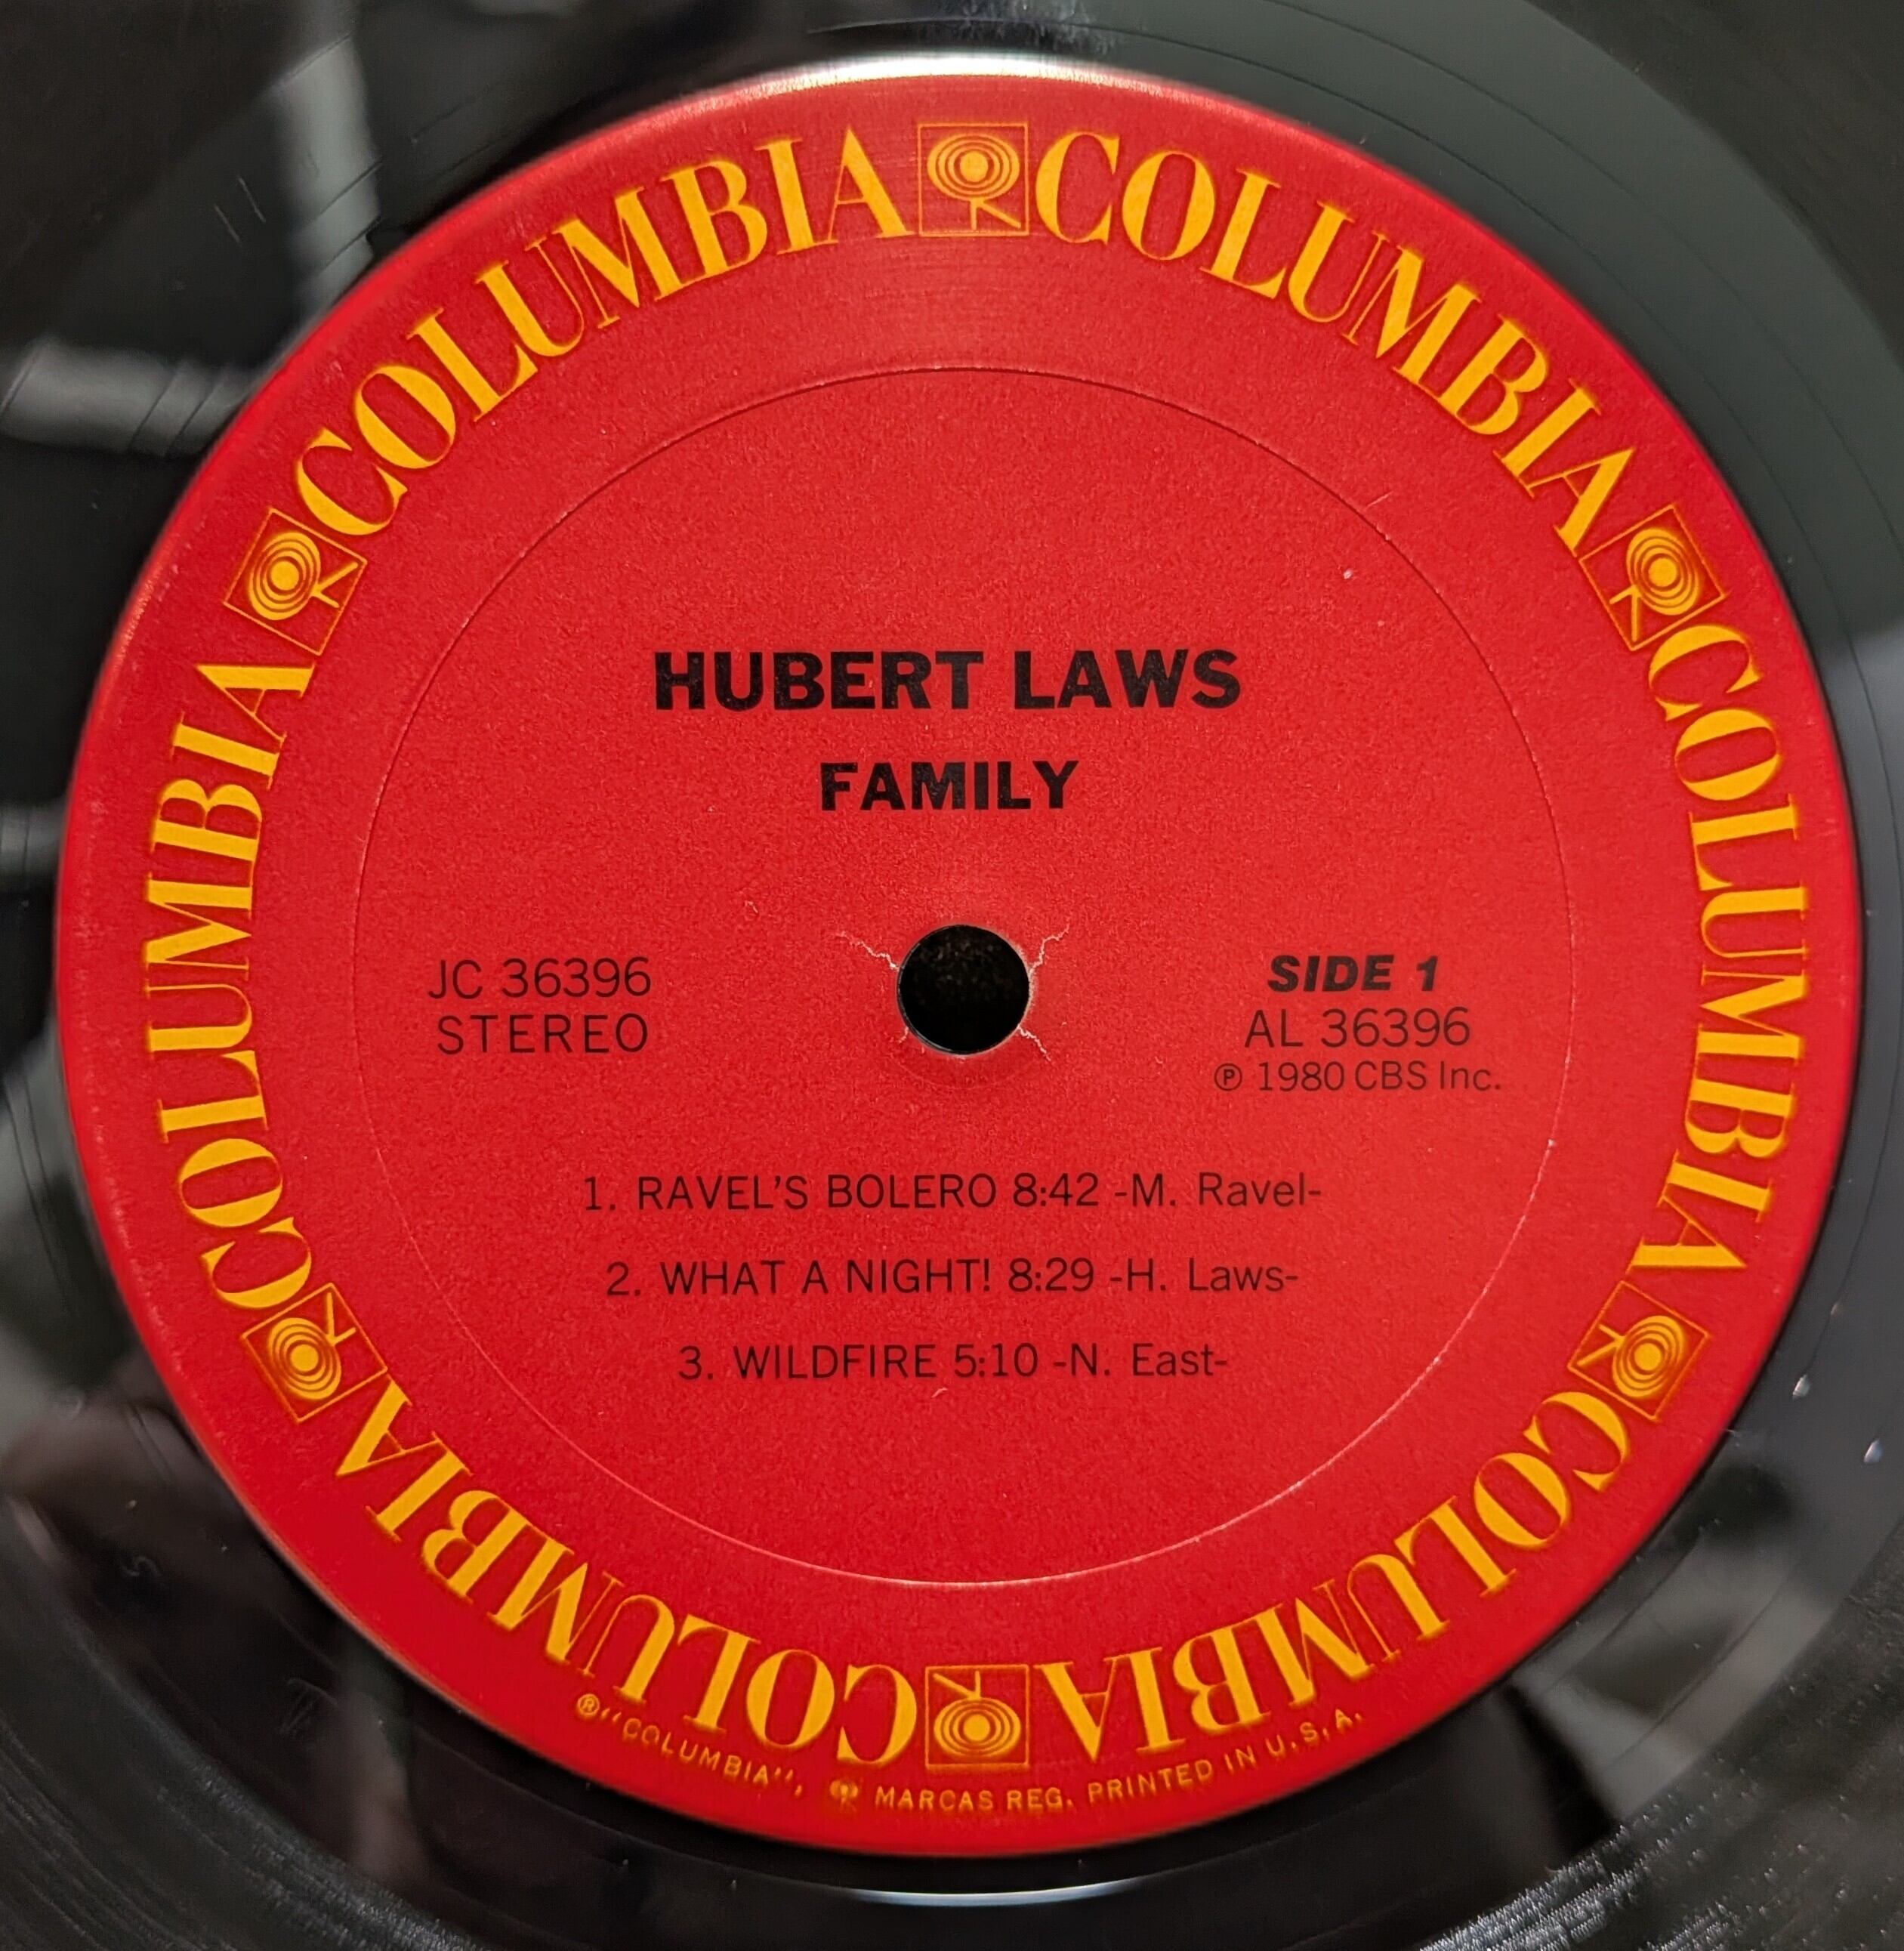 COLUMBIA COLUMBIA COLUMBIA COLUMBIA COLUMBIA COLUMBIA
HUBERT LAWS
FAMILY
JC 36396
STEREO
SIDE 1
AL 36396
℗ 1980 CBS Inc.
1. RAVEL'S BOLERO 8:42 -M. Ravel-
2. WHAT A NIGHT! 8:29 -H. Laws-
3. WILDFIRE 5:10 -N. East-
®"COLUMBIA", MARCAS REG. PRINTED IN U.S.A.